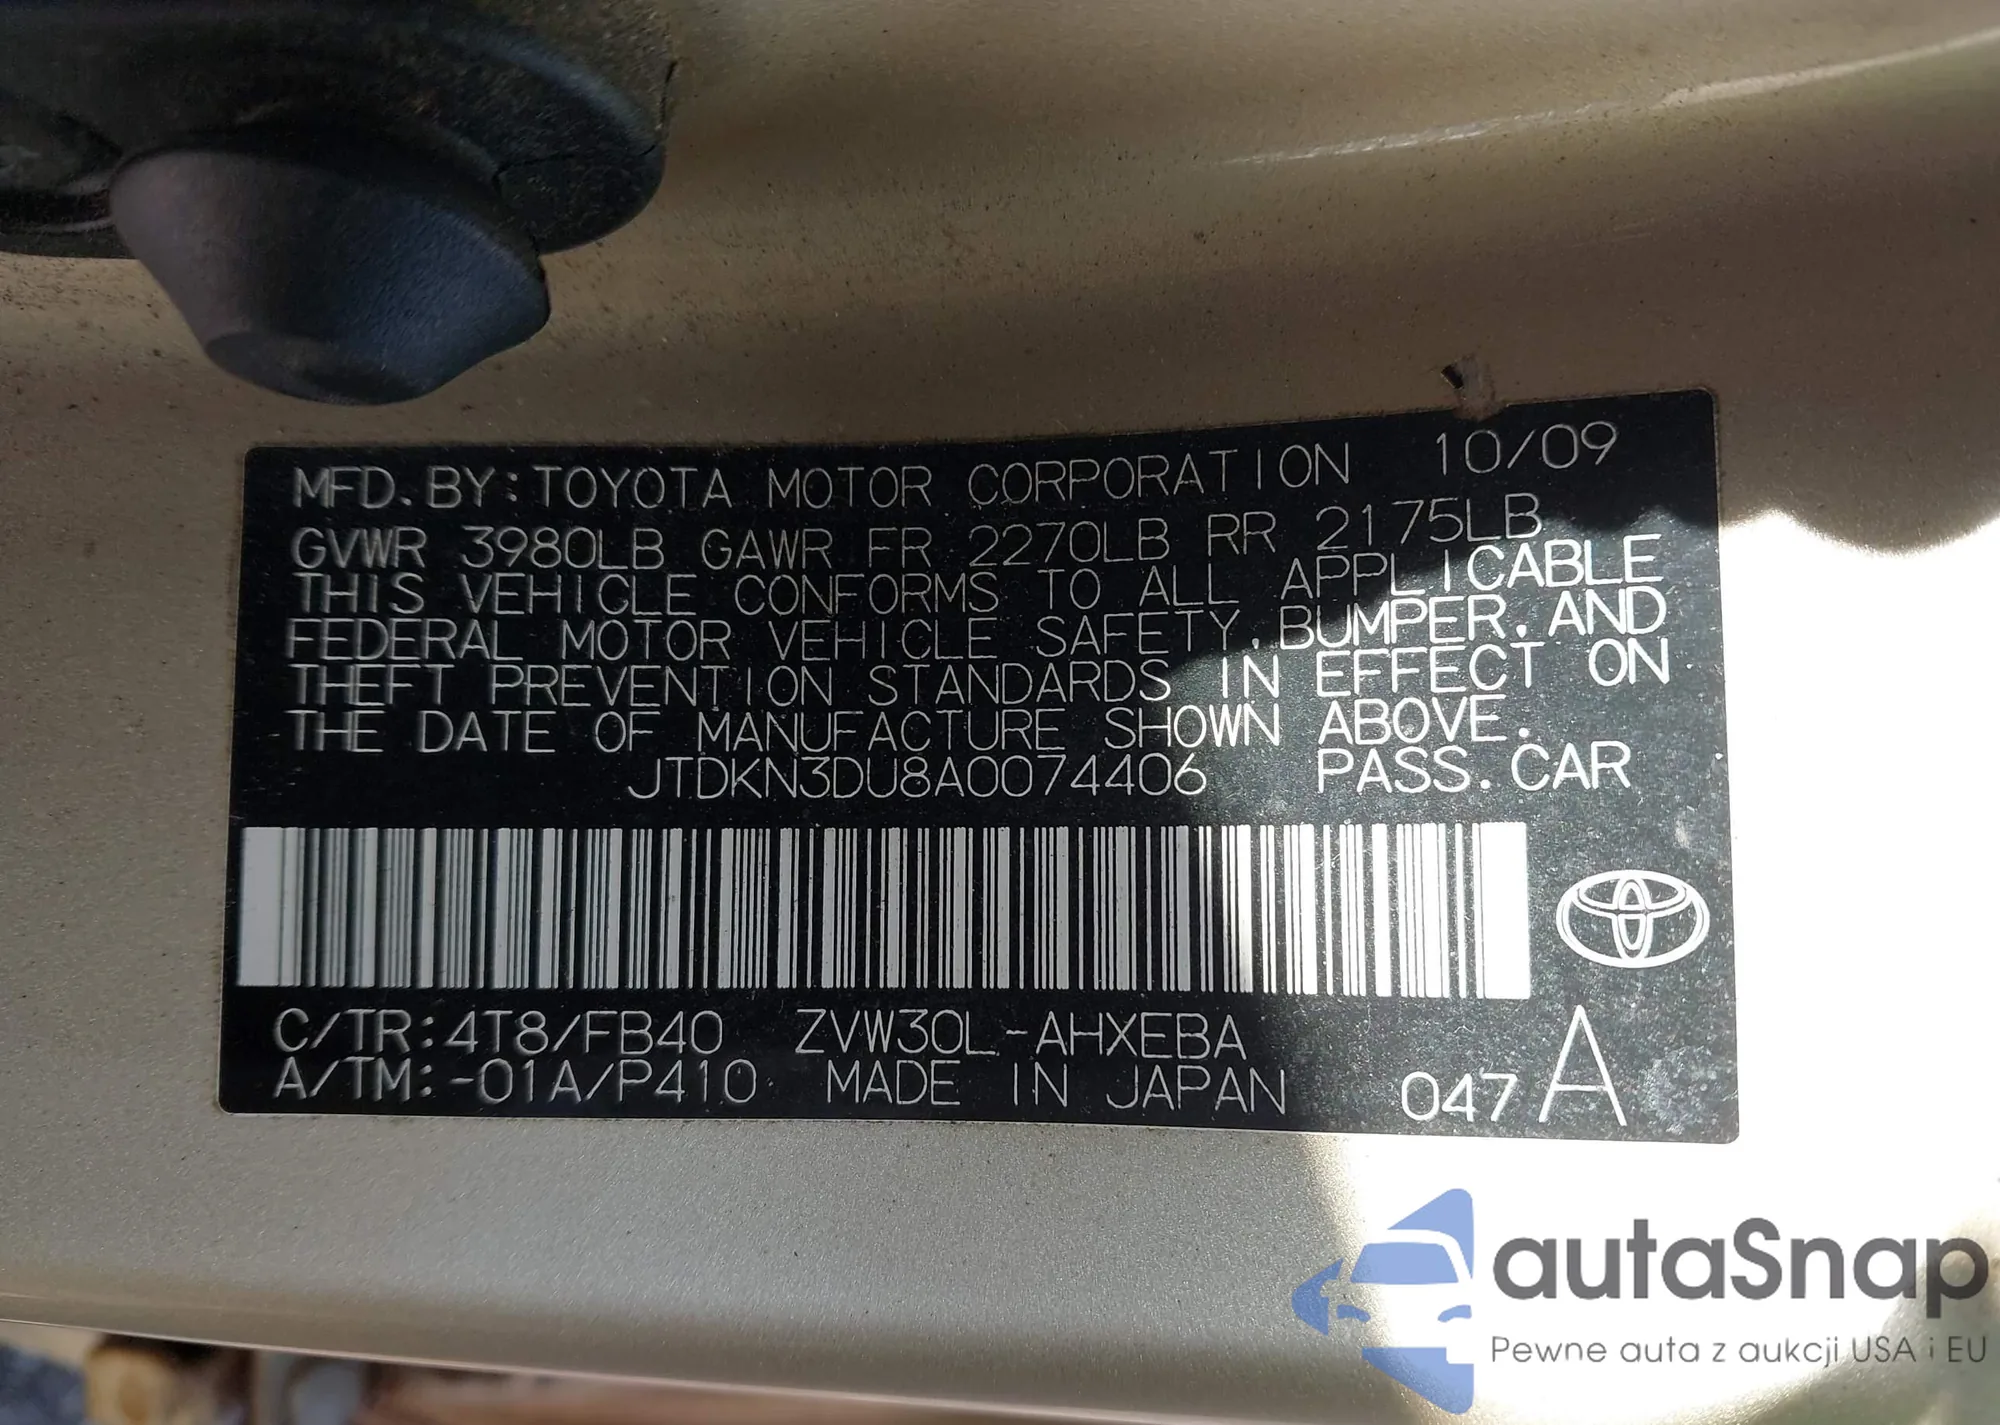 MFD. BY: TOYOTA MOTOR CORPORATION 10/09
GVWR 3980LB GAWR FR 2270LB RR 2175LB
THIS VEHICLE CONFORMS TO ALL APPLICABLE
FEDERAL MOTOR VEHICLE SAFETY, BUMPER, AND
THEFT PREVENTION STANDARDS IN EFFECT ON
THE DATE OF MANUFACTURE SHOWN ABOVE.
JTDKN3DU8A0074406 PASS. CAR
C/TR: 4T8/FB40 ZVW30L-AHXEBA
A/TM: -01A/P410 MADE IN JAPAN 047 A
autaSnap
Pewne auta z aukcji USA i EU